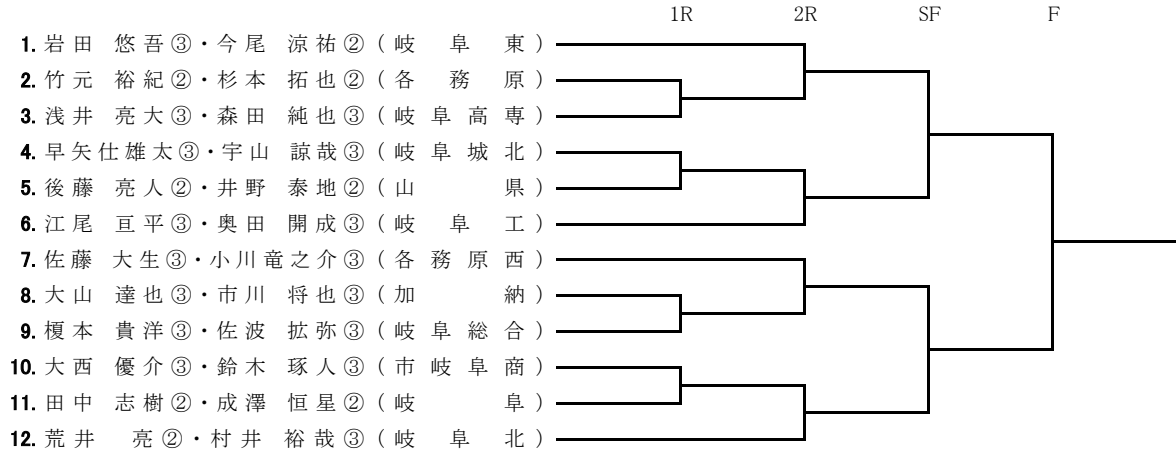 1R 2R SF F
1. 岩田 悠吾③・今尾 涼祐②(岐阜東)
2. 竹元 裕紀②・杉本 拓也②(各務原)
3. 浅井 亮大③・森田 純也③(岐阜高専)
4. 早矢仕雄太③・宇山 諒哉③(岐阜城北)
5. 後藤 亮人②・井野 泰地②(山県)
6. 江尾 亘平③・奥田 開成③(岐阜工)
7. 佐藤 大生③・小川竜之介③(各務原西)
8. 大山 達也③・市川 将也③(加納)
9. 榎本 貴洋③・佐波 拡弥③(岐阜総合)
10. 大西 優介③・鈴木 琢人③(市岐阜商)
11. 田中 志樹②・成澤 恒星②(岐阜)
12. 荒井 亮②・村井 裕哉③(岐阜北)